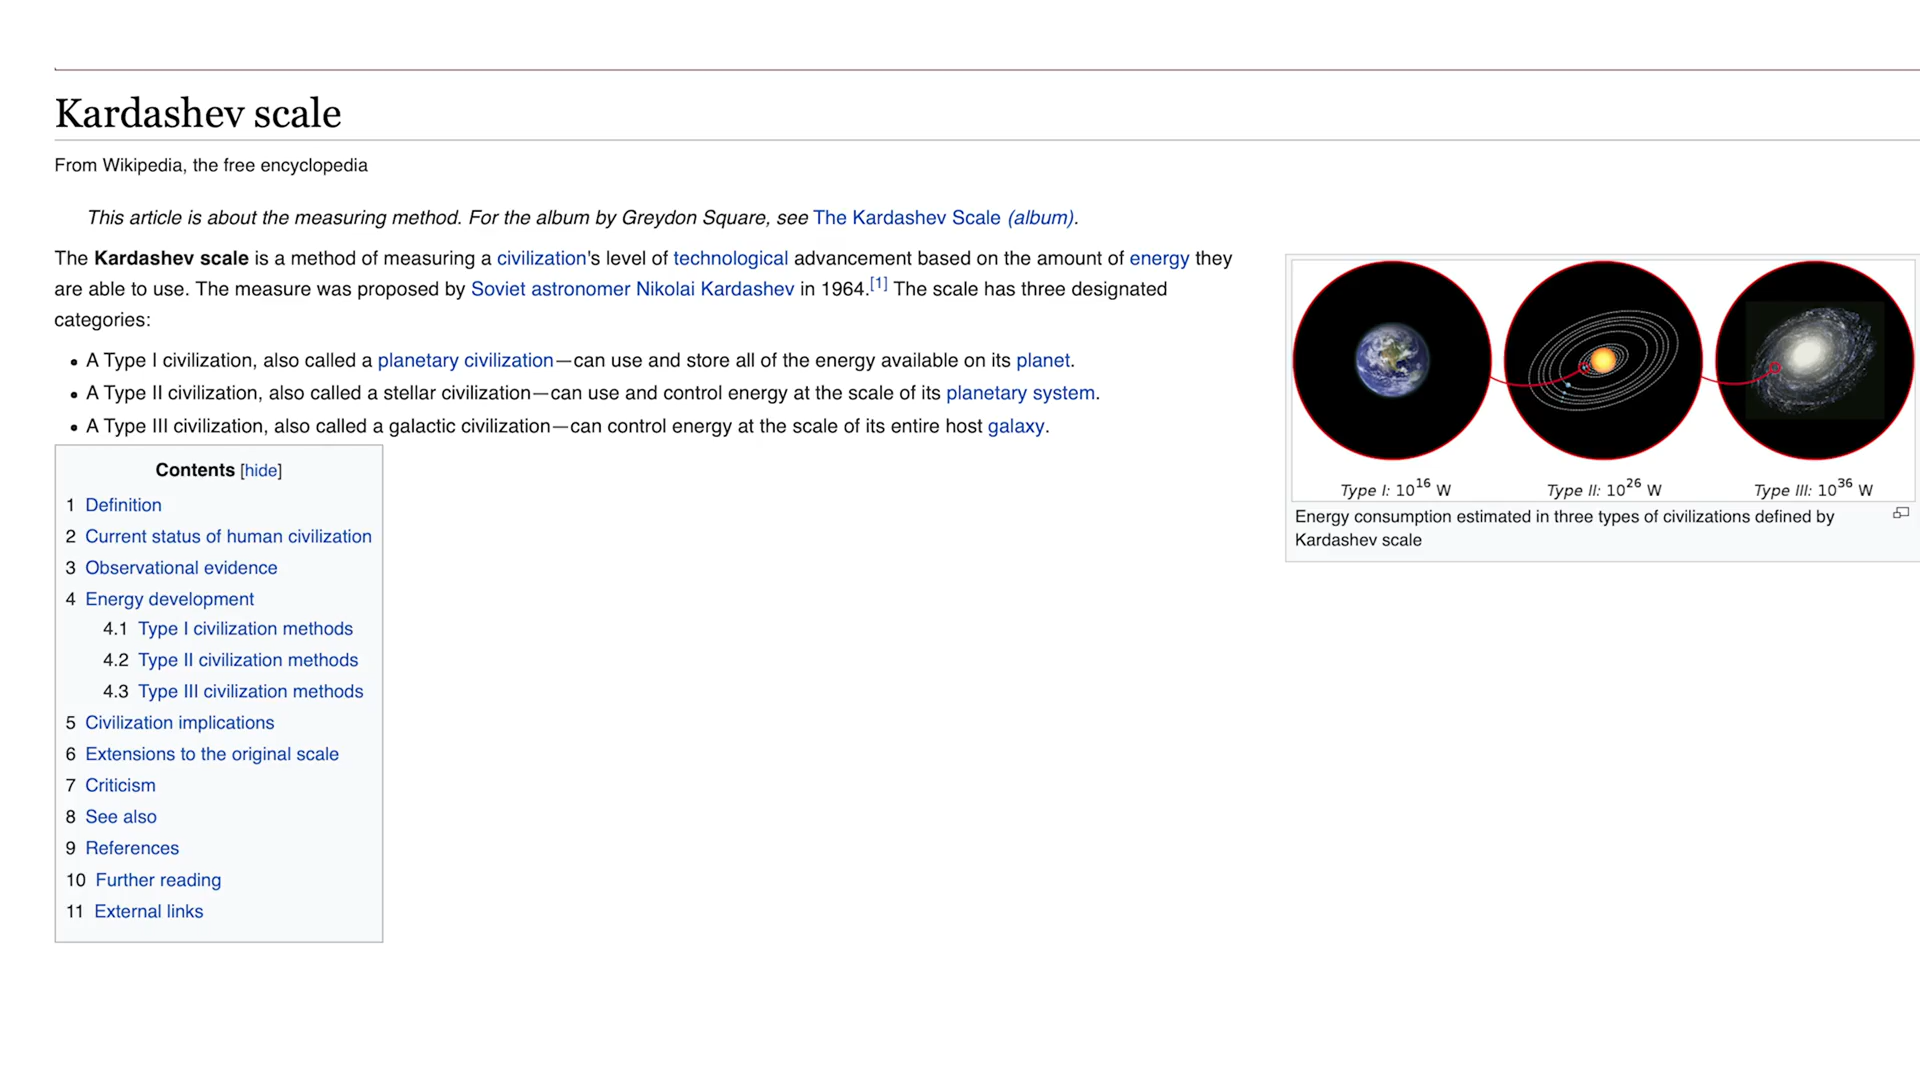 Kardashev scale
From Wikipedia, the free encyclopedia
This article is about the measuring method. For the album by Greydon Square, see The Kardashev Scale (album).
The Kardashev scale is a method of measuring a civilization's level of technological advancement based on the amount of energy they
are able to use. The measure was proposed by Soviet astronomer Nikolai Kardashev in 1964.[1] The scale has three designated
categories:
• A Type I civilization, also called a planetary civilization—can use and store all of the energy available on its planet.
• A Type II civilization, also called a stellar civilization—can use and control energy at the scale of its planetary system.
• A Type III civilization, also called a galactic civilization—can control energy at the scale of its entire host galaxy.
Type I: 10¹⁶ W Type II: 10²⁶ W Type III: 10³⁶ W
Energy consumption estimated in three types of civilizations defined by
Kardashev scale
Contents [hide]
1 Definition
2 Current status of human civilization
3 Observational evidence
4 Energy development
4.1 Type I civilization methods
4.2 Type II civilization methods
4.3 Type III civilization methods
5 Civilization implications
6 Extensions to the original scale
7 Criticism
8 See also
9 References
10 Further reading
11 External links